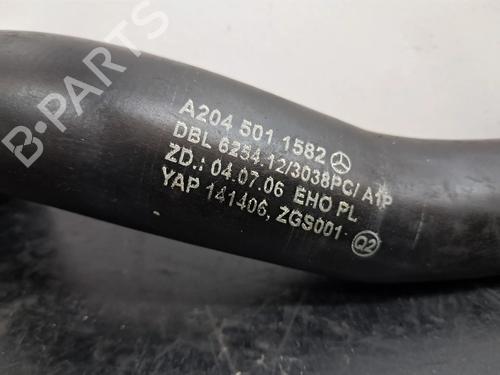 A204 501 1582
DBL 6254.12/3038PC/ A1P
ZD.: 04.07.06 EHO PL
YAP 141406, ZGS001 Q2
B-PARTS